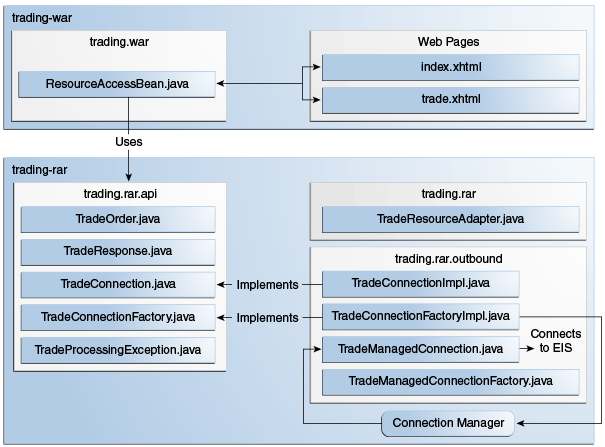 trading-war
trading.war
ResourceAccessBean.java
Web Pages
index.xhtml
trade.xhtml
Uses
trading-rar
trading.rar.api
TradeOrder.java
TradeResponse.java
TradeConnection.java
TradeConnectionFactory.java
TradeProcessingException.java
Implements
Implements
trading.rar
TradeResourceAdapter.java
trading.rar.outbound
TradeConnectionImpl.java
TradeConnectionFactoryImpl.java
TradeManagedConnection.java
Connects
to EIS
TradeManagedConnectionFactory.java
Connection Manager